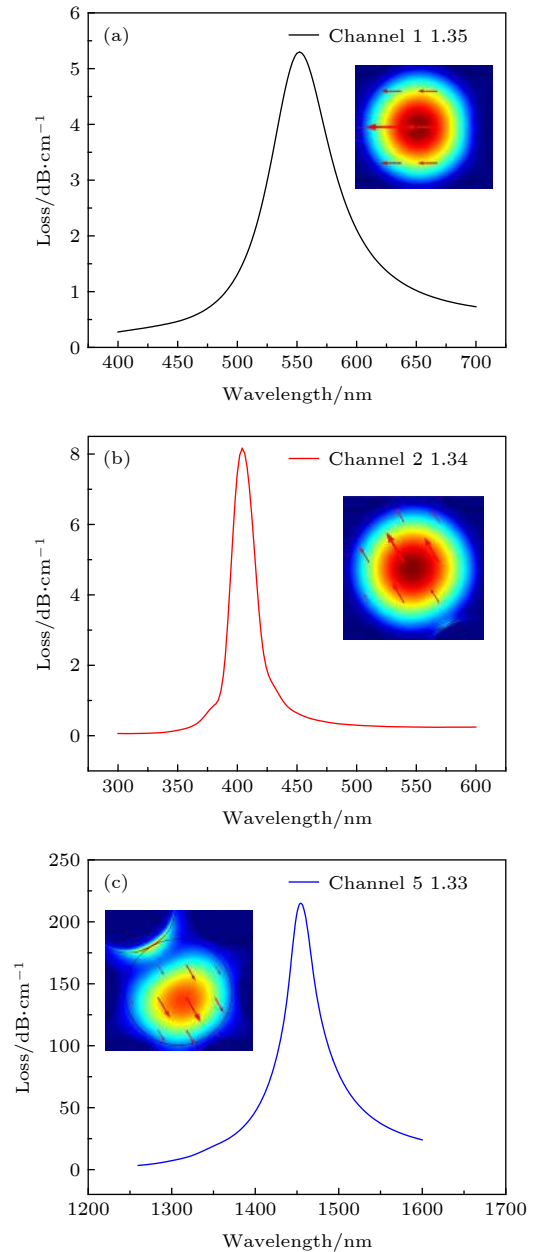 (a)
Channel 1 1.35
6
5
4
3
2
1
0
Loss/dB·cm⁻¹
400 450 500 550 600 650 700
Wavelength/nm
(b)
Channel 2 1.34
8
6
4
2
0
Loss/dB·cm⁻¹
300 350 400 450 500 550 600
Wavelength/nm
(c)
Channel 5 1.33
250
200
150
100
50
0
Loss/dB·cm⁻¹
1200 1300 1400 1500 1600 1700
Wavelength/nm